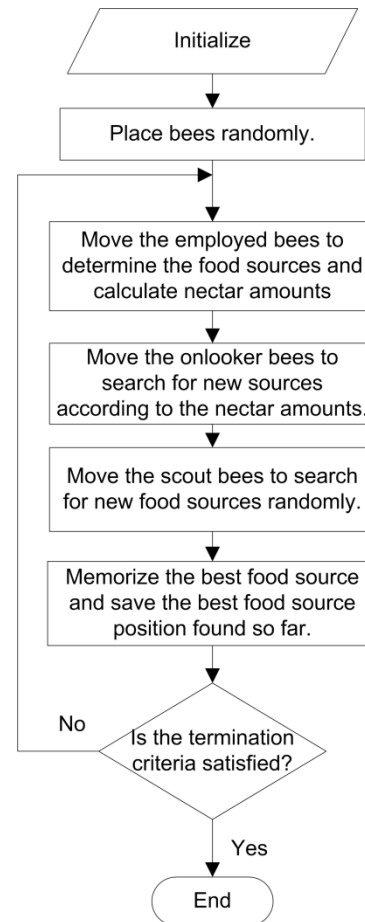 Initialize
Place bees randomly.
Move the employed bees to
determine the food sources and
calculate nectar amounts
Move the onlooker bees to
search for new sources
according to the nectar amounts.
Move the scout bees to search
for new food sources randomly.
Memorize the best food source
and save the best food source
position found so far.
No
Is the termination
criteria satisfied?
Yes
End